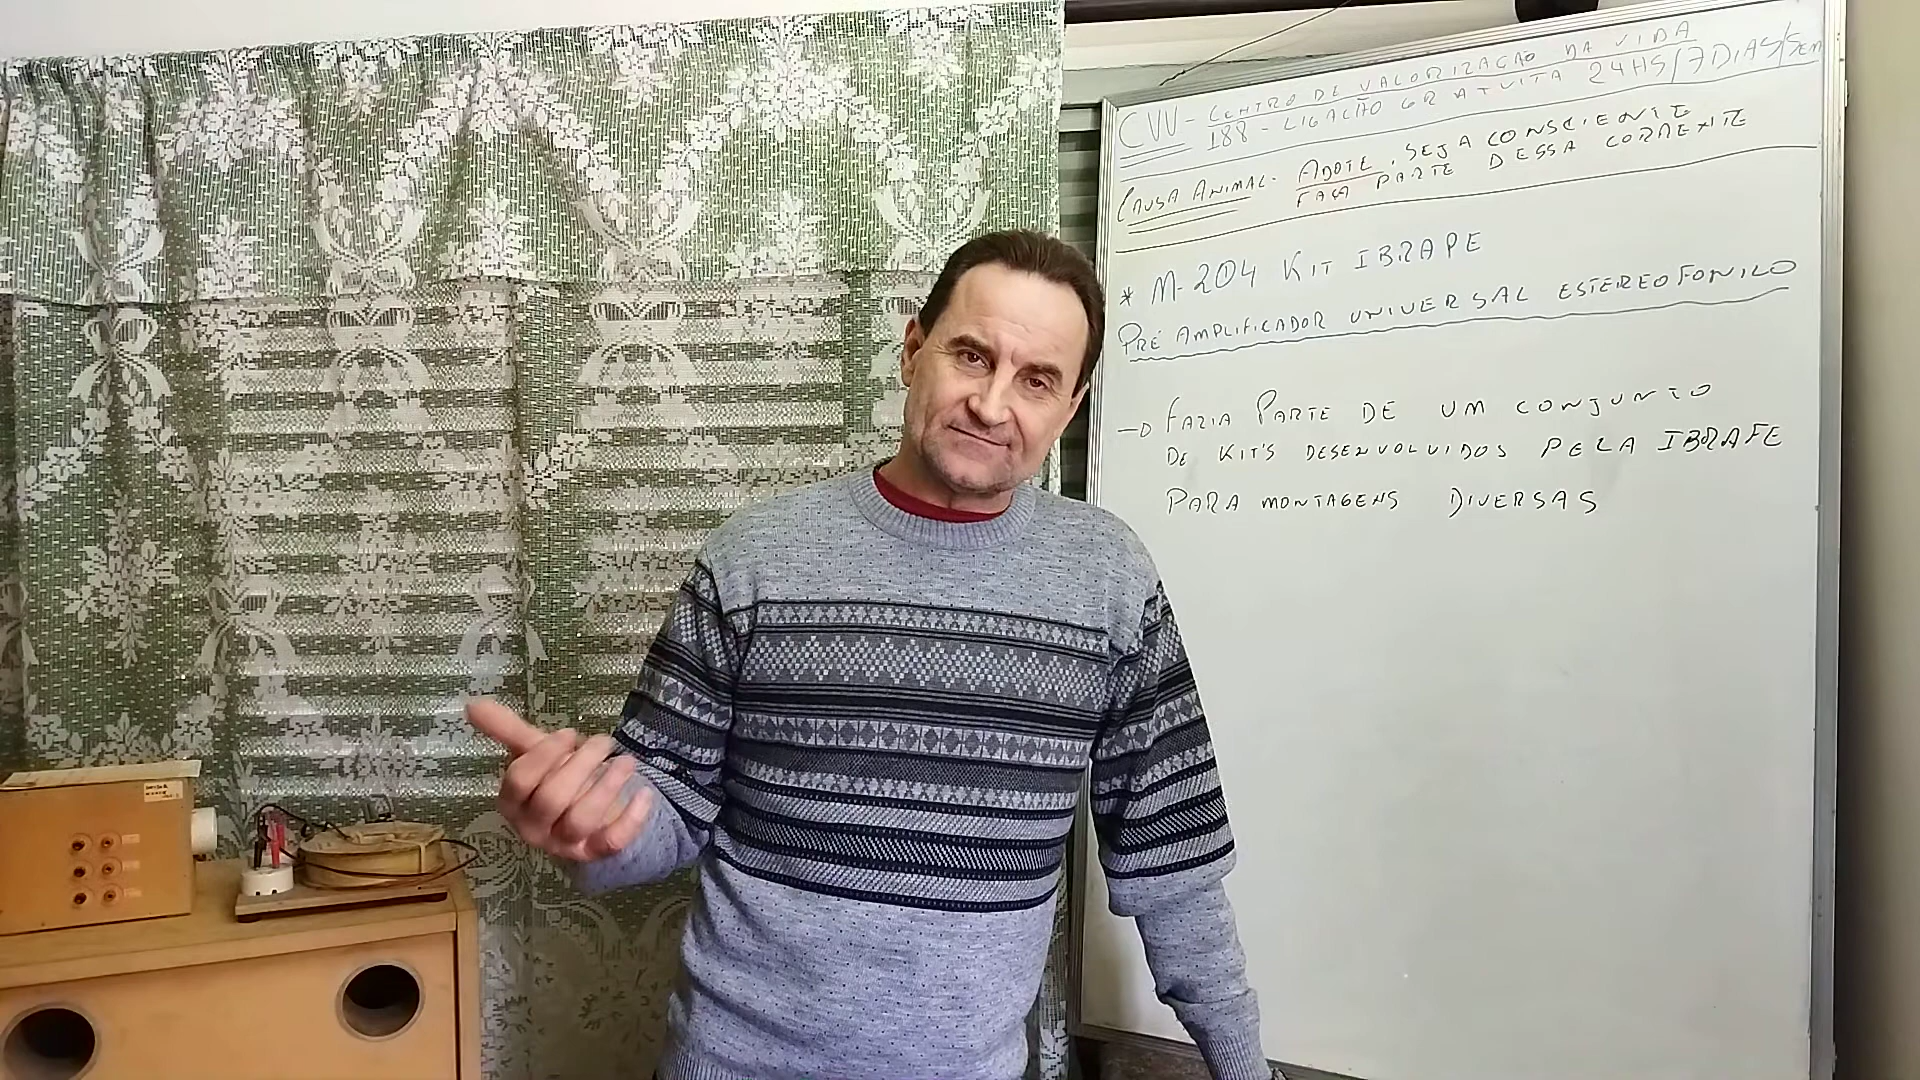 CVV - CENTRO DE VALORIZAÇÃO DA VIDA
188 - LIGAÇÃO GRATUITA 24HS/7DIAS/SEM
CAUSA ANIMAL - ADOTE. SEJA CONSCIENTE
FAÇA PARTE DESSA CORRENTE
* M-204 KIT IBRAPE
PRÉ AMPLIFICADOR UNIVERSAL ESTEREOFONICO
→ FAZIA PARTE DE UM CONJUNTO
DE KIT'S DESENVOLVIDOS PELA IBRAPE
PARA MONTAGENS DIVERSAS